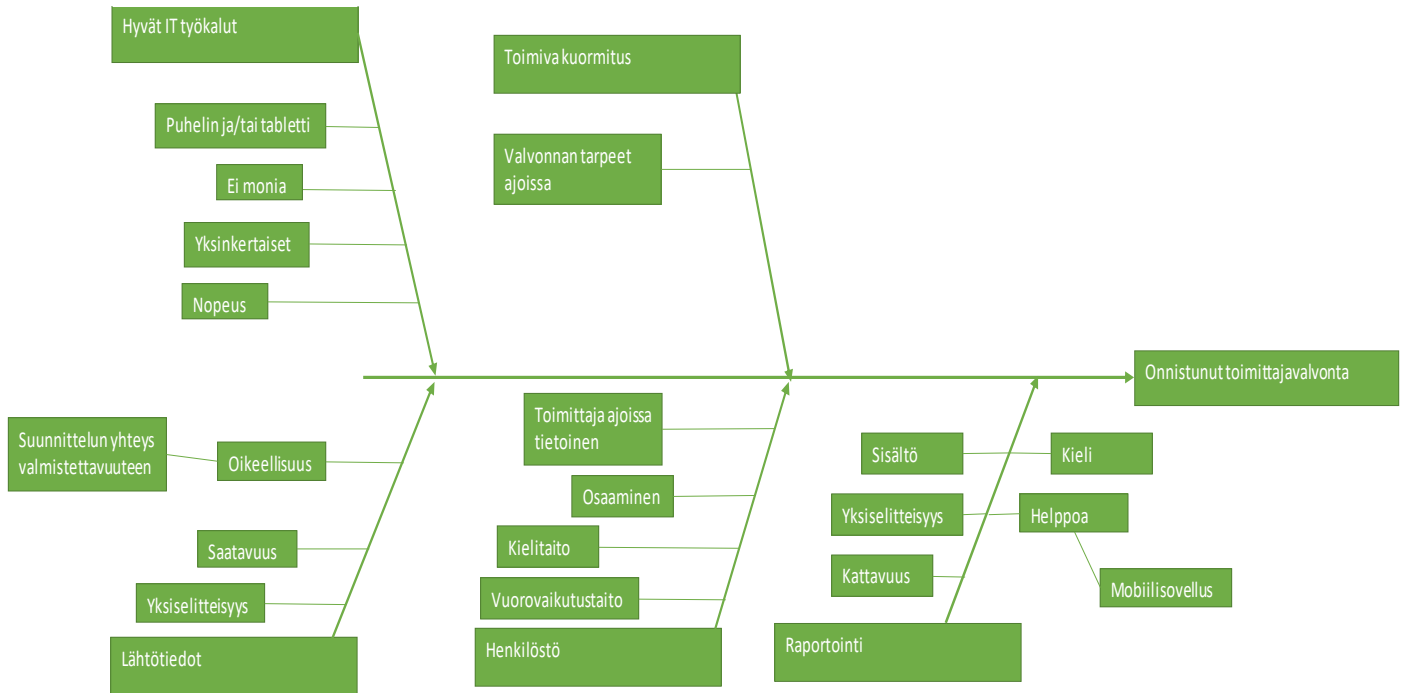 Hyvät IT työkalut
Puhelin ja/tai tabletti
Ei monia
Yksinkertaiset
Nopeus
Toimiva kuormitus
Valvonnan tarpeet
ajoissa
Onnistunut toimittajavalvonta
Suunnittelun yhteys
valmistettavuuteen
Oikeellisuus
Saatavuus
Yksiselitteisyys
Lähtötiedot
Toimittaja ajoissa
tietoinen
Osaaminen
Kielitaito
Vuorovaikutustaito
Henkilöstö
Sisältö
Kieli
Yksiselitteisyys
Helppoa
Kattavuus
Mobiilisovellus
Raportointi